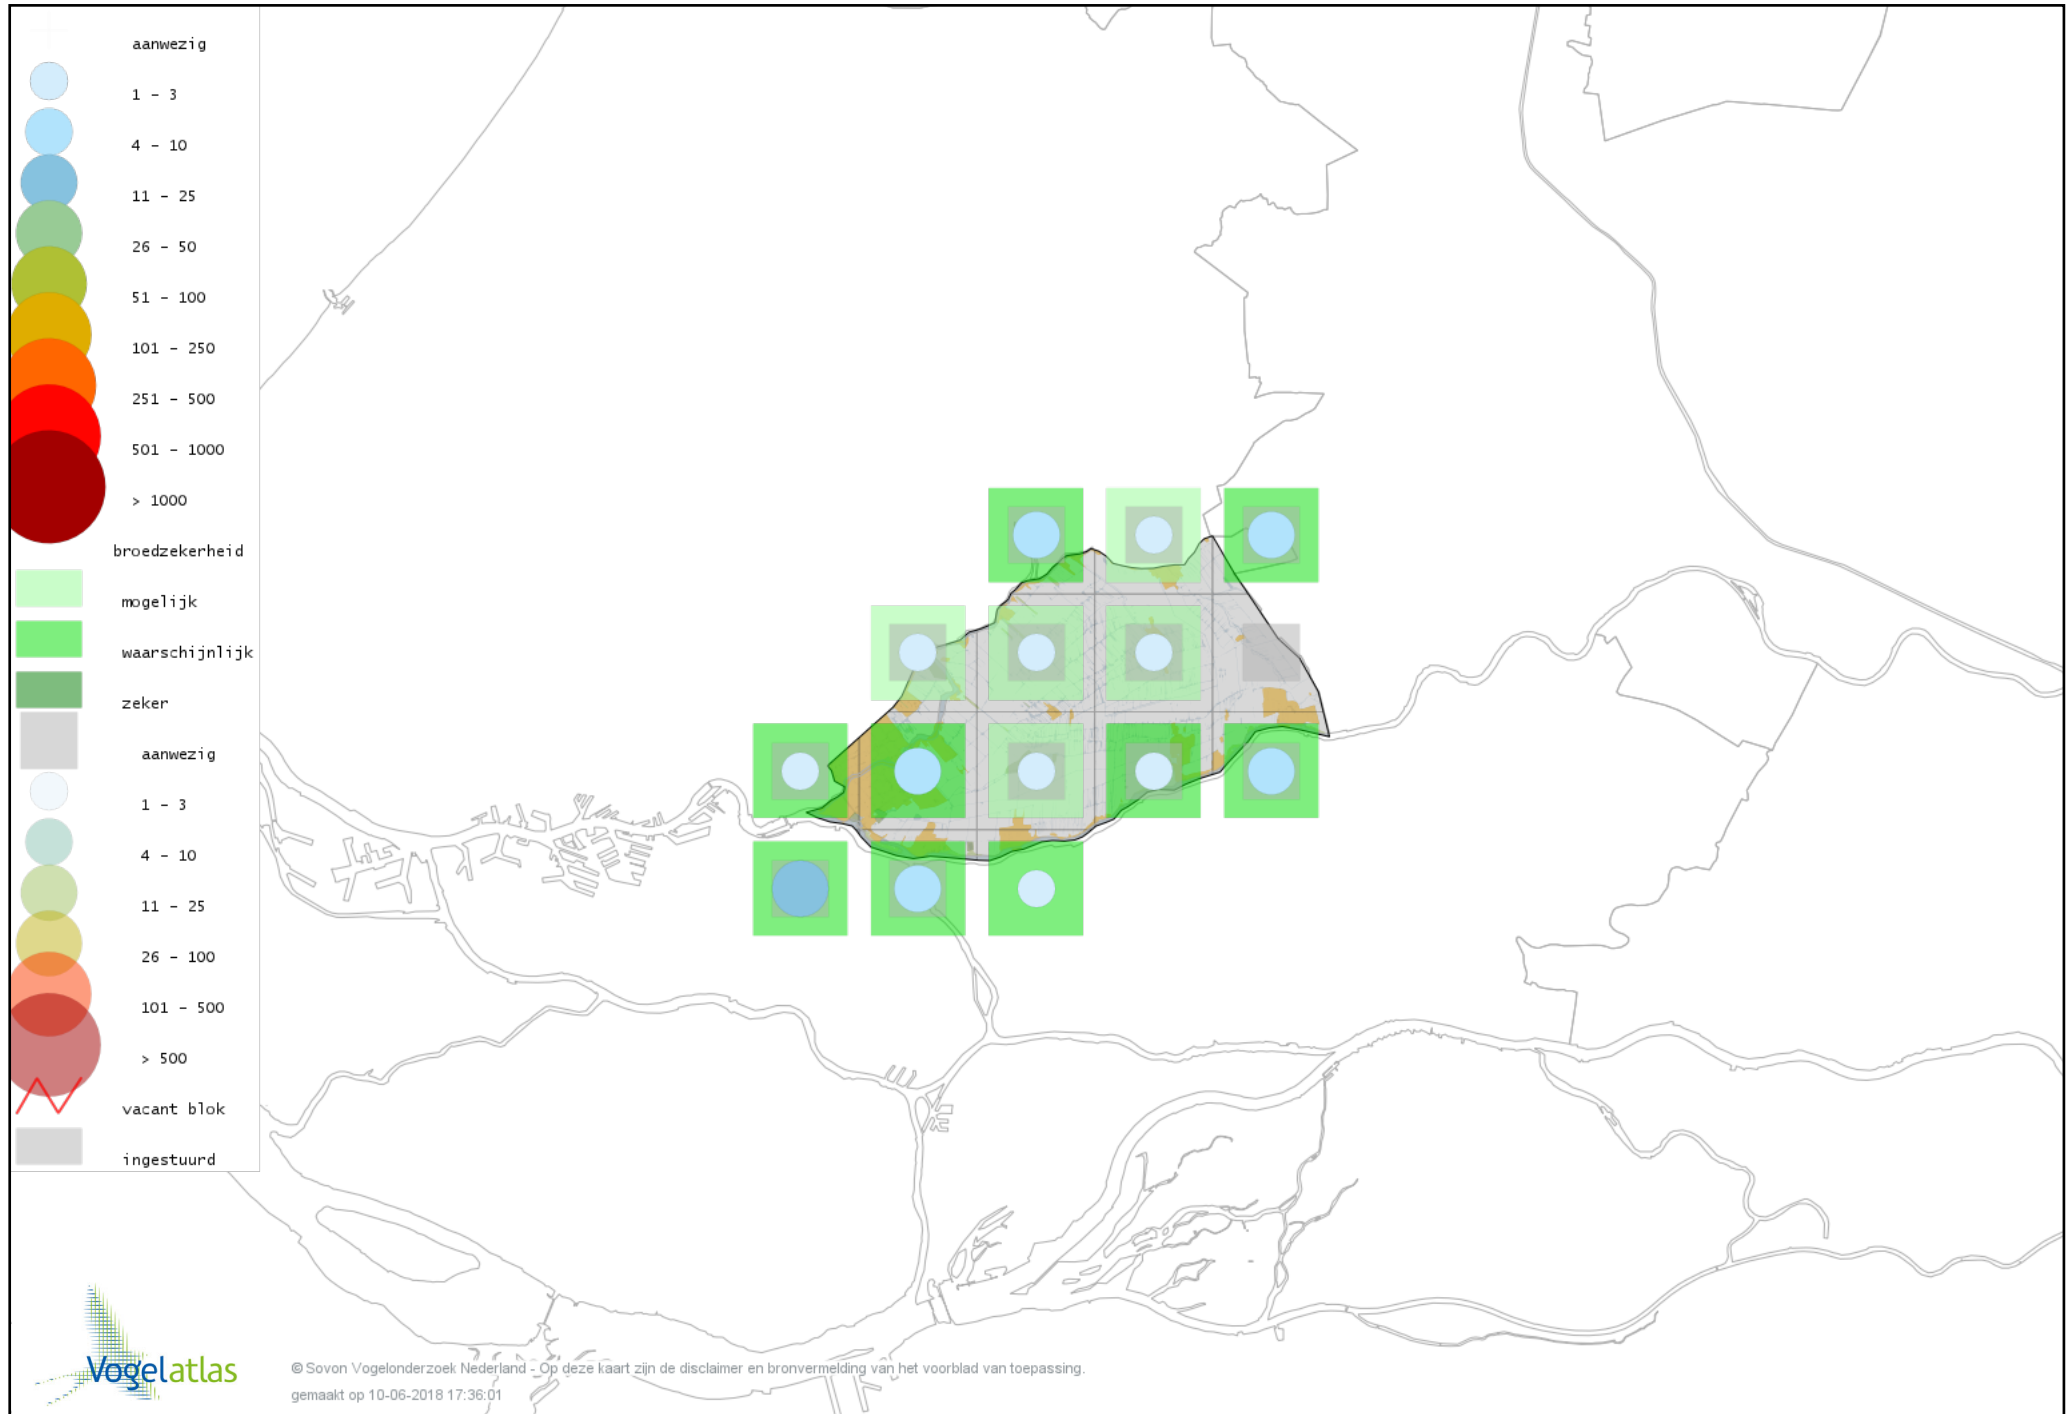 aanwezig
1 - 3
4 - 10
11 - 25
26 - 50
51 - 100
101 - 250
251 - 500
501 - 1000
> 1000
broedzekerheid
mogelijk
waarschijnlijk
zeker
aanwezig
1 - 3
4 - 10
11 - 25
26 - 100
101 - 500
> 500
vacant blok
ingestuurd
Vogelatlas
© Sovon Vogelonderzoek Nederland - Op deze kaart zijn de disclaimer en bronvermelding van het voorblad van toepassing.
gemaakt op 10-06-2018 17:36:01